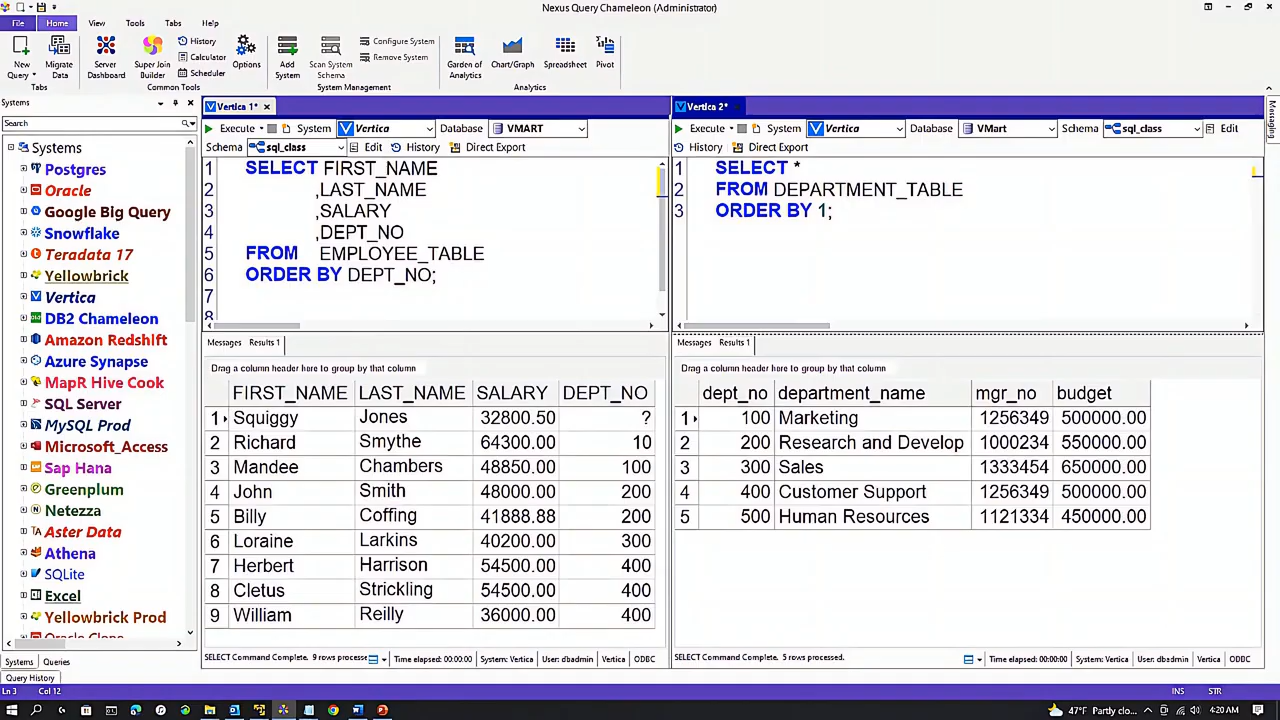 Nexus Query Chameleon (Administrator)
File Home View Tools Tabs Help
New Query
Migrate Data
Tabs
Server Dashboard
Super Join Builder
History
Calculator
Scheduler
Options
Common Tools
Add System
Scan System Schema
Configure System
Remove System
System Management
Garden of Analytics
Chart/Graph
Spreadsheet
Pivot
Analytics
Systems
Search
Systems
Postgres
Oracle
Google Big Query
Snowflake
Teradata 17
Yellowbrick
Vertica
DB2 Chameleon
Amazon Redshift
Azure Synapse
MapR Hive Cook
SQL Server
MySQL Prod
Microsoft_Access
Sap Hana
Greenplum
Netezza
Aster Data
Athena
SQLite
Excel
Yellowbrick Prod
Oracle Clone
Systems Queries
Query History
Vertica 1*
Execute System Vertica Database VMART
Schema sql_class Edit History Direct Export
1 SELECT FIRST_NAME
2 ,LAST_NAME
3 ,SALARY
4 ,DEPT_NO
5 FROM EMPLOYEE_TABLE
6 ORDER BY DEPT_NO;
7
8
Messages Results 1
Drag a column header here to group by that column
FIRST_NAME LAST_NAME SALARY DEPT_NO
1 Squiggy Jones 32800.50 ?
2 Richard Smythe 64300.00 10
3 Mandee Chambers 48850.00 100
4 John Smith 48000.00 200
5 Billy Coffing 41888.88 200
6 Loraine Larkins 40200.00 300
7 Herbert Harrison 54500.00 400
8 Cletus Strickling 54500.00 400
9 William Reilly 36000.00 400
SELECT Command Complete. 9 rows processe Time elapsed: 00:00:00 System: Vertica User: dbadmin Vertica ODBC
Vertica 2*
Execute System Vertica Database VMart Schema sql_class Edit
History Direct Export
1 SELECT *
2 FROM DEPARTMENT_TABLE
3 ORDER BY 1;
Messages Results 1
Drag a column header here to group by that column
dept_no department_name mgr_no budget
1 100 Marketing 1256349 500000.00
2 200 Research and Develop 1000234 550000.00
3 300 Sales 1333454 650000.00
4 400 Customer Support 1256349 500000.00
5 500 Human Resources 1121334 450000.00
SELECT Command Complete. 5 rows processed. Time elapsed: 00:00:00 System: Vertica User: dbadmin Vertica ODBC
Messaging
Ln 3 Col 12 INS STR
47°F Partly clo... 4:20 AM